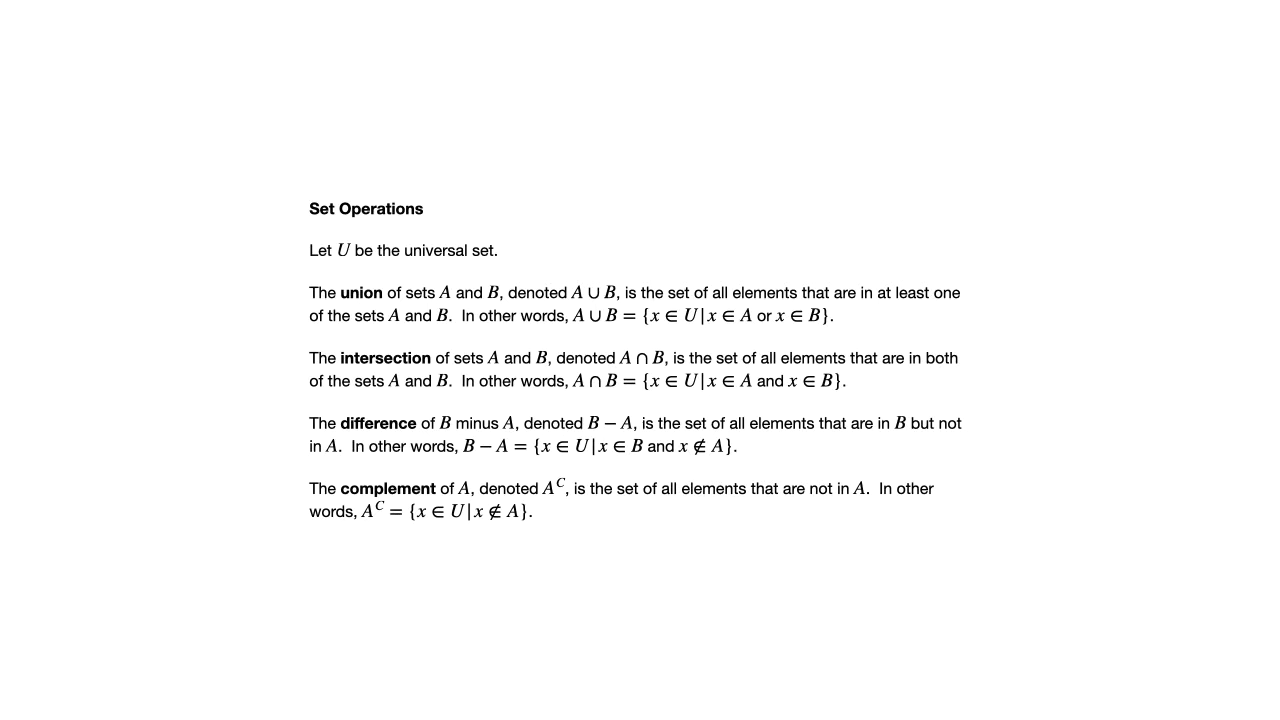 Set Operations
Let U be the universal set.
The union of sets A and B, denoted A ∪ B, is the set of all elements that are in at least one
of the sets A and B.  In other words, A ∪ B = {x ∈ U|x ∈ A or x ∈ B}.
The intersection of sets A and B, denoted A ∩ B, is the set of all elements that are in both
of the sets A and B.  In other words, A ∩ B = {x ∈ U|x ∈ A and x ∈ B}.
The difference of B minus A, denoted B − A, is the set of all elements that are in B but not
in A.  In other words, B − A = {x ∈ U|x ∈ B and x ∉ A}.
The complement of A, denoted Aᶜ, is the set of all elements that are not in A.  In other
words, Aᶜ = {x ∈ U|x ∉ A}.